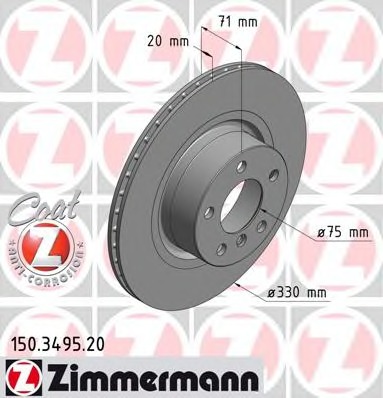 71 mm
20 mm
Coat
Z
ANTI-CORROSION
ø75 mm
ø330 mm
150.3495.20
Z Zimmermann